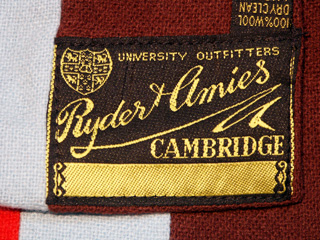 100% WOOL
DRY CLEAN
UNIVERSITY OUTFITTERS
Ryder & Amies
CAMBRIDGE